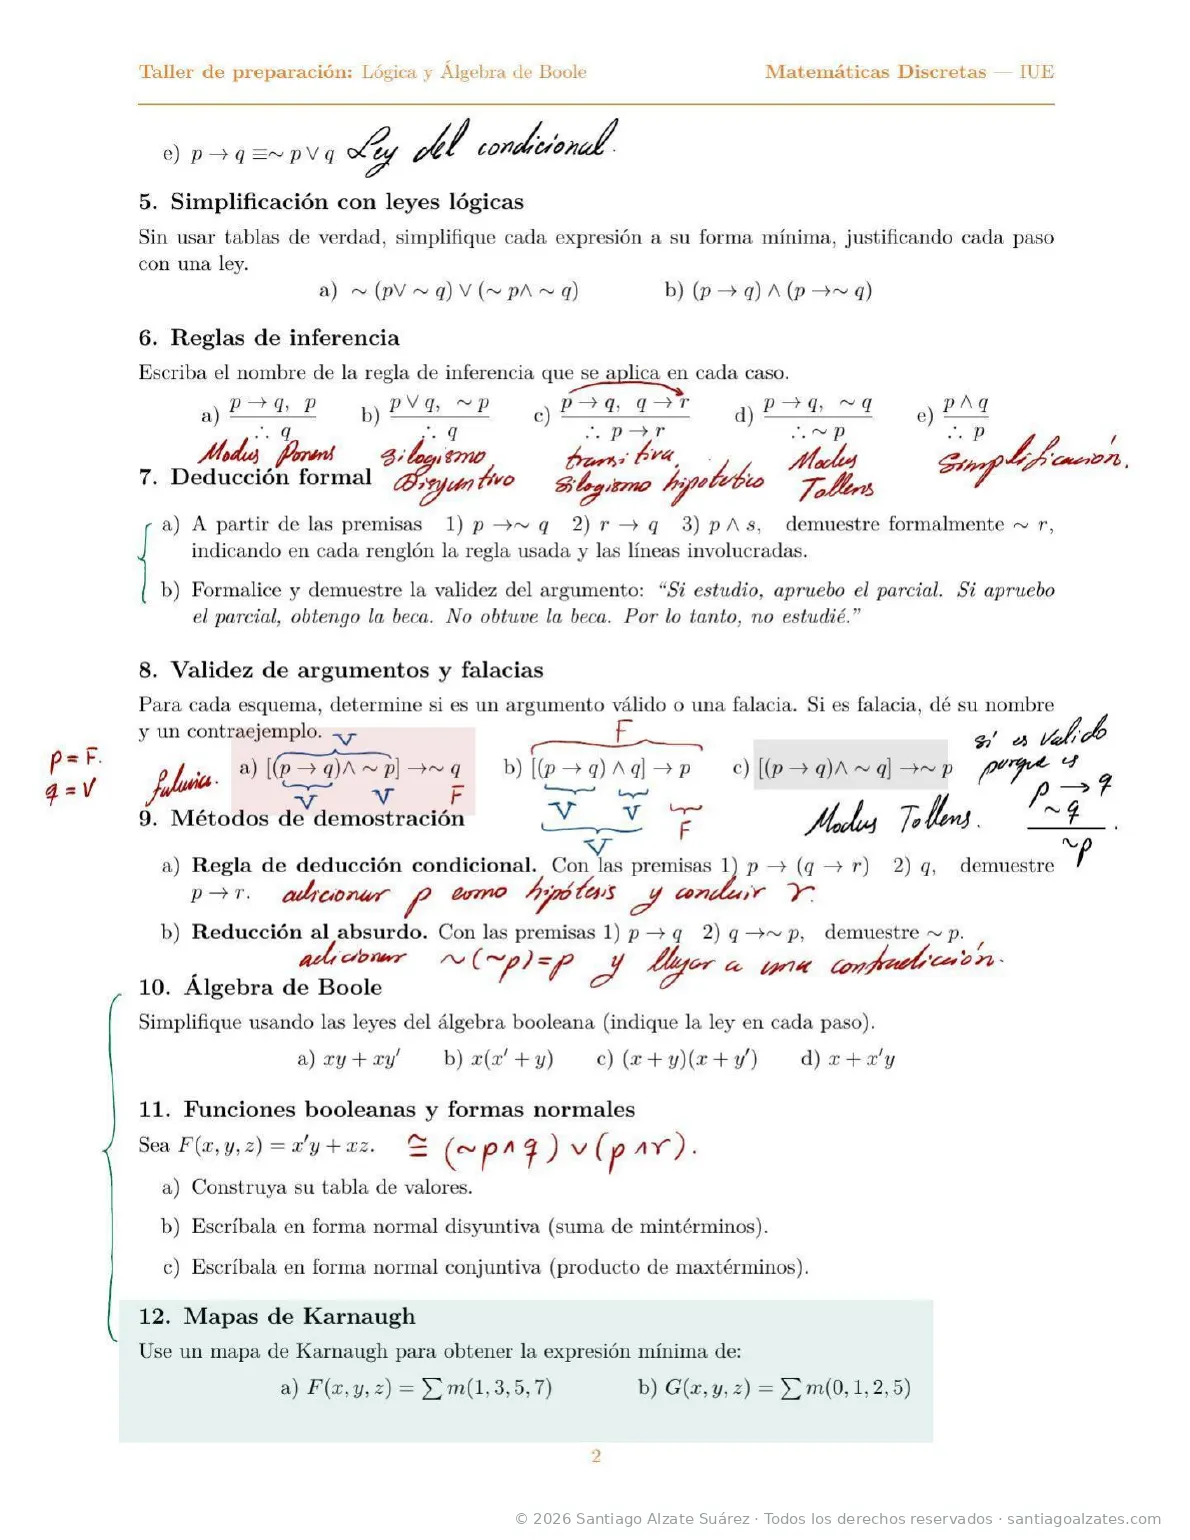 Taller de preparación: Lógica y Álgebra de Boole Matemáticas Discretas — IUE
e) p → q ≡∼ p ∨ q Ley del condicional.
5. Simplificación con leyes lógicas
Sin usar tablas de verdad, simplifique cada expresión a su forma mínima, justificando cada paso
con una ley.
a) ∼ (p∨ ∼ q) ∨ (∼ p∧ ∼ q) b) (p → q) ∧ (p →∼ q)
6. Reglas de inferencia
Escriba el nombre de la regla de inferencia que se aplica en cada caso.
a) p → q, p b) p ∨ q, ∼ p c) p → q, q → r d) p → q, ∼ q e) p ∧ q
∴ q ∴ q ∴ p → r ∴∼ p ∴ p
Modus Ponens Silogismo transitiva, Modus Simplificación.
Disyuntivo Silogismo hipotético Tollens
7. Deducción formal
a) A partir de las premisas 1) p →∼ q 2) r → q 3) p ∧ s, demuestre formalmente ∼ r,
indicando en cada renglón la regla usada y las líneas involucradas.
b) Formalice y demuestre la validez del argumento: “Si estudio, apruebo el parcial. Si apruebo
el parcial, obtengo la beca. No obtuve la beca. Por lo tanto, no estudié.”
8. Validez de argumentos y falacias
Para cada esquema, determine si es un argumento válido o una falacia. Si es falacia, dé su nombre
y un contraejemplo.
V F si es valido
p = F. porque es
q = V falacia. a) [(p → q)∧ ∼ p] →∼ q b) [(p → q) ∧ q] → p c) [(p → q)∧ ∼ q] →∼ p p → q
V V F V V F ∼q
V Modus Tollens. ∼p
9. Métodos de demostración
a) Regla de deducción condicional. Con las premisas 1) p → (q → r) 2) q, demuestre
p → r. adicionar p como hipótesis y concluir r.
b) Reducción al absurdo. Con las premisas 1) p → q 2) q →∼ p, demuestre ∼ p.
adicionar ∼(∼p)=p y llegar a una contradicción.
10. Álgebra de Boole
Simplifique usando las leyes del álgebra booleana (indique la ley en cada paso).
a) xy + xy′ b) x(x′ + y) c) (x + y)(x + y′) d) x + x′y
11. Funciones booleanas y formas normales
Sea F(x, y, z) = x′y + xz. ≅ (∼p∧q)∨(p∧r).
a) Construya su tabla de valores.
b) Escríbala en forma normal disyuntiva (suma de mintérminos).
c) Escríbala en forma normal conjuntiva (producto de maxtérminos).
12. Mapas de Karnaugh
Use un mapa de Karnaugh para obtener la expresión mínima de:
a) F(x, y, z) = ∑ m(1, 3, 5, 7) b) G(x, y, z) = ∑ m(0, 1, 2, 5)
2
© 2026 Santiago Alzate Suárez · Todos los derechos reservados · santiagoalzates.com